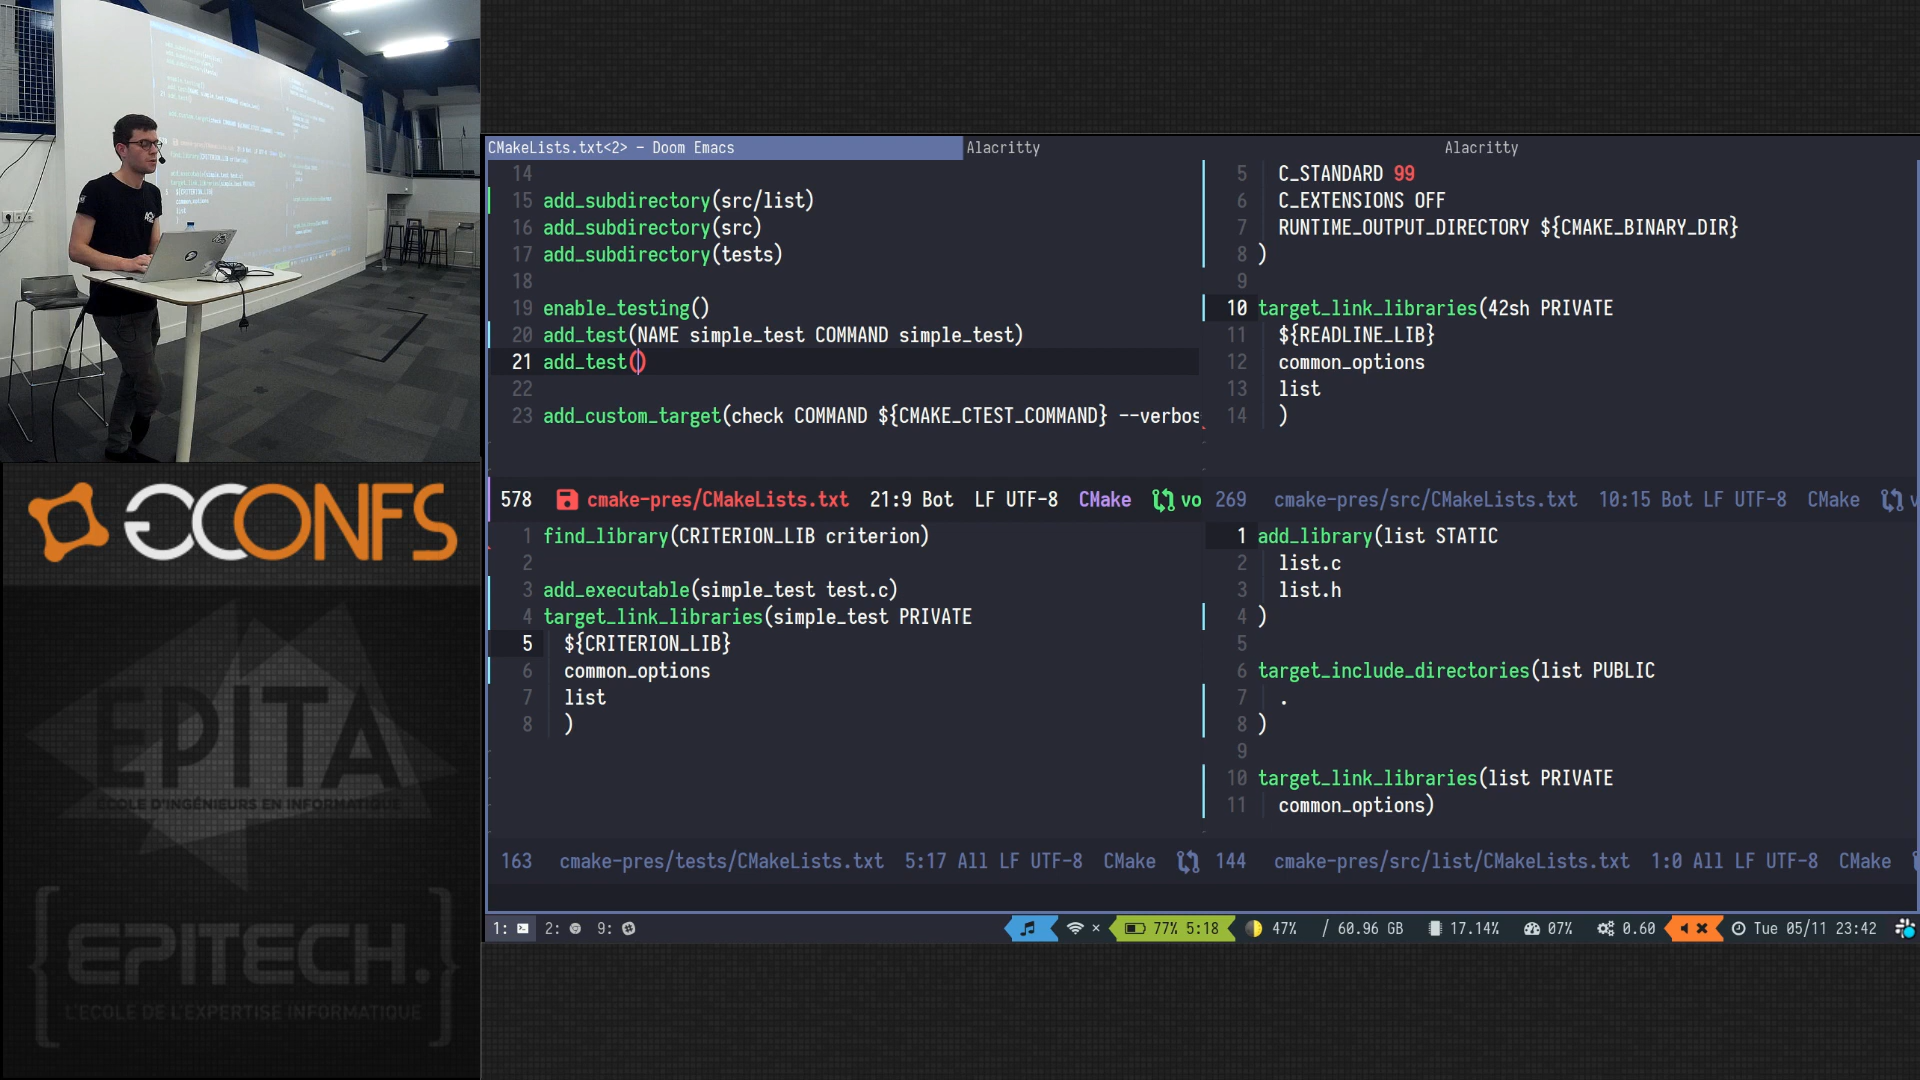 CMakeLists.txt<2> – Doom Emacs
Alacritty
Alacritty
14
15 add_subdirectory(src/list)
16 add_subdirectory(src)
17 add_subdirectory(tests)
18
19 enable_testing()
20 add_test(NAME simple_test COMMAND simple_test)
21 add_test()
22
23 add_custom_target(check COMMAND ${CMAKE_CTEST_COMMAND} --verbos
578 cmake-pres/CMakeLists.txt 21:9 Bot LF UTF-8 CMake vo
5 C_STANDARD 99
6 C_EXTENSIONS OFF
7 RUNTIME_OUTPUT_DIRECTORY ${CMAKE_BINARY_DIR}
8 )
9
10 target_link_libraries(42sh PRIVATE
11 ${READLINE_LIB}
12 common_options
13 list
14 )
269 cmake-pres/src/CMakeLists.txt 10:15 Bot LF UTF-8 CMake
1 find_library(CRITERION_LIB criterion)
2
3 add_executable(simple_test test.c)
4 target_link_libraries(simple_test PRIVATE
5 ${CRITERION_LIB}
6 common_options
7 list
8 )
163 cmake-pres/tests/CMakeLists.txt 5:17 All LF UTF-8 CMake
1 add_library(list STATIC
2 list.c
3 list.h
4 )
5
6 target_include_directories(list PUBLIC
7 .
8 )
9
10 target_link_libraries(list PRIVATE
11 common_options)
144 cmake-pres/src/list/CMakeLists.txt 1:0 All LF UTF-8 CMake
1: 2: 9: × 77% 5:18 47% / 60.96 GB 17.14% 07% 0.60 Tue 05/11 23:42
CONFS
EPITA
ÉCOLE D'INGÉNIEURS EN INFORMATIQUE
{EPITECH.}
L'ECOLE DE L'EXPERTISE INFORMATIQUE